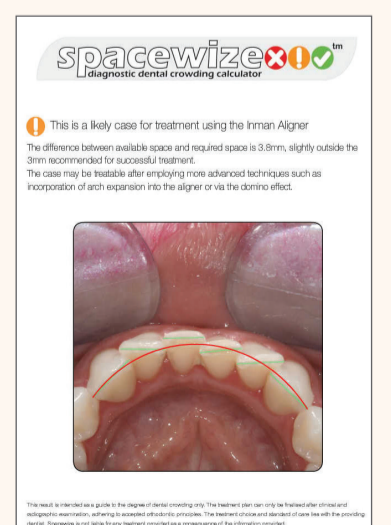 spacewize tm
diagnostic dental crowding calculator
This is a likely case for treatment using the Inman Aligner
The difference between available space and required space is 3.8mm, slightly outside the
3mm recommended for successful treatment.
The case may be treatable after employing more advanced techniques such as
incorporation of arch expansion into the aligner or via the domino effect.
This result is intended as a guide to the degree of dental crowding only. The treatment plan can only be finalised after clinical and
radiographic examination, adhering to accepted orthodontic principles. The treatment choice and standard of care lies with the providing
dentist. Spacewize is not liable for any treatment provided as a consequence of the information provided.